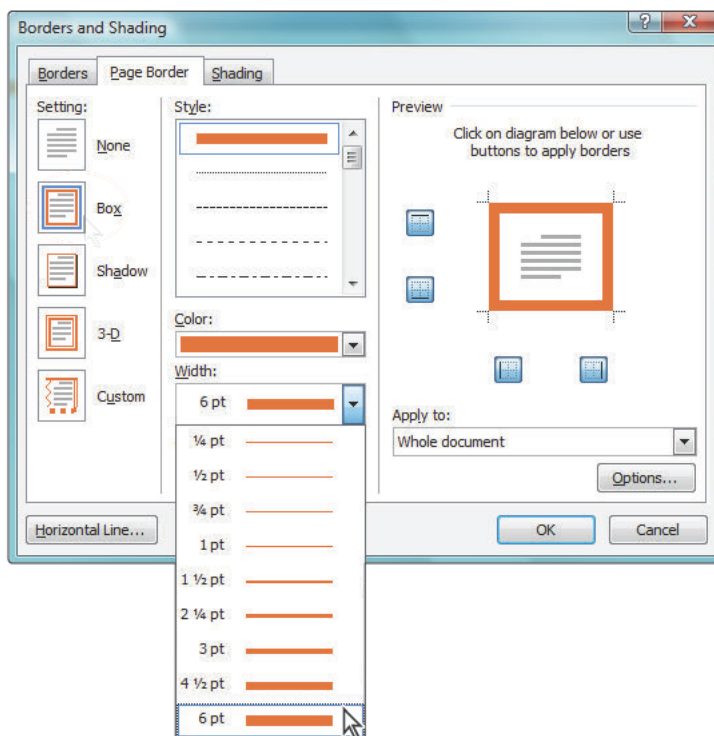 Borders and Shading
Borders Page Border Shading
Setting:
None
Box
Shadow
3-D
Custom
Style:
Color:
Width:
6 pt
¼ pt
½ pt
¾ pt
1 pt
1 ½ pt
2 ¼ pt
3 pt
4 ½ pt
6 pt
Preview
Click on diagram below or use
buttons to apply borders
Apply to:
Whole document
Options...
Horizontal Line...
OK
Cancel